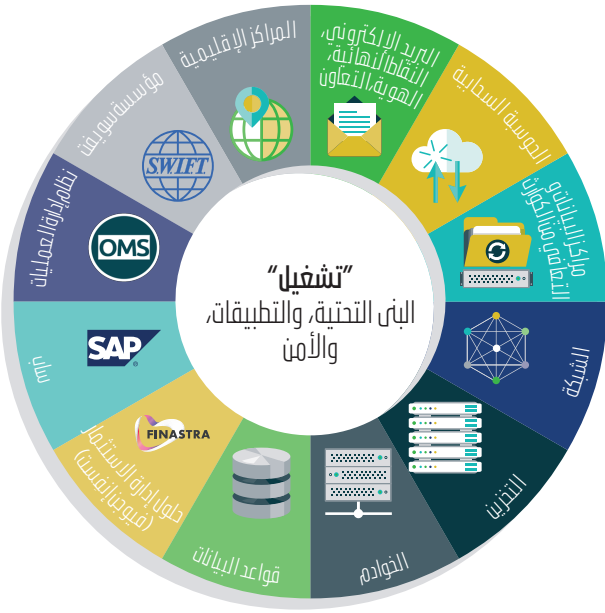 البريد الإلكتروني،
النقاط النهائية،
الهوية، التعاون
الحوسبة السحابية
مراكز البيانات و
التعافي من الكوارث
الشبكة
التخزين
الخوادم
قواعد البيانات
حلول إدارة الاستثمار
(فيوجن انفست)
FINASTRA
ساب
SAP
نظام إدارة العمليات
OMS
مؤسسة سويفت
SWIFT
المراكز الإقليمية
”تشغيل“
البنى التحتية، والتطبيقات،
والأمن